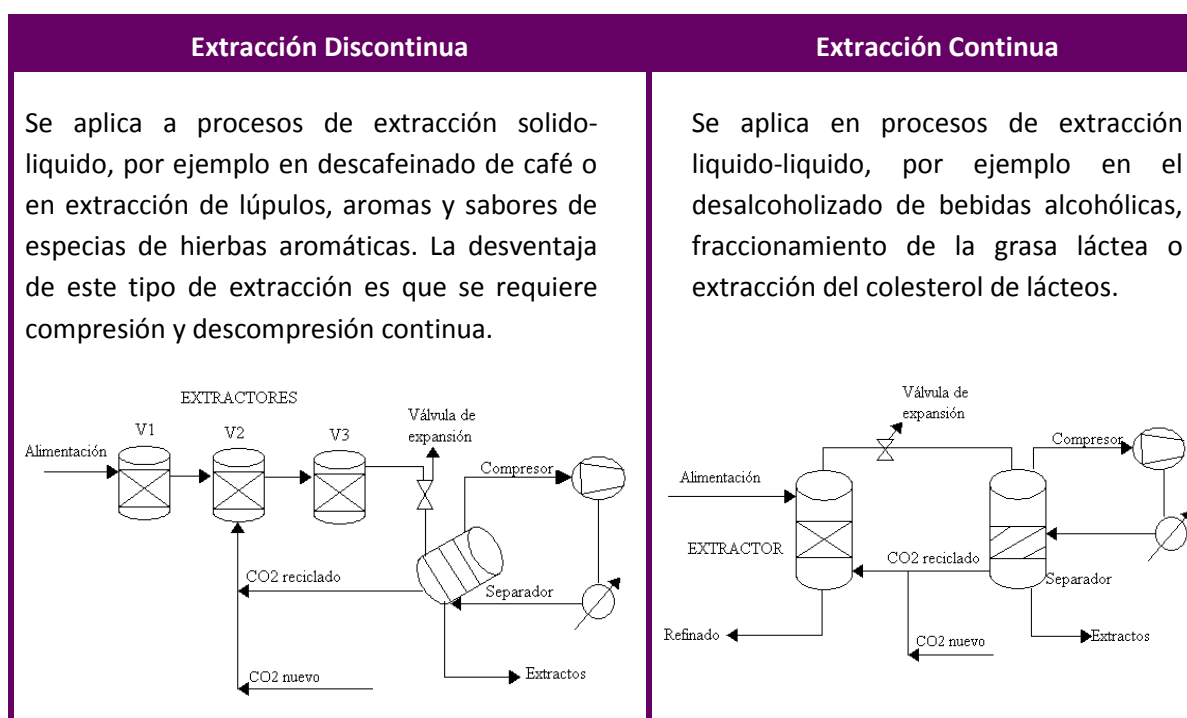 Extracción Discontinua
Se aplica a procesos de extracción solido-
liquido, por ejemplo en descafeinado de café o
en extracción de lúpulos, aromas y sabores de
especias de hierbas aromáticas. La desventaja
de este tipo de extracción es que se requiere
compresión y descompresión continua.
EXTRACTORES
V1
V2
V3
Alimentación
Válvula de
expansión
Compresor
CO2 reciclado
Separador
CO2 nuevo
Extractos
Extracción Continua
Se aplica en procesos de extracción
liquido-liquido, por ejemplo en el
desalcoholizado de bebidas alcohólicas,
fraccionamiento de la grasa láctea o
extracción del colesterol de lácteos.
Válvula de
expansión
Compresor
Alimentación
EXTRACTOR
CO2 reciclado
Separador
Refinado
CO2 nuevo
Extractos